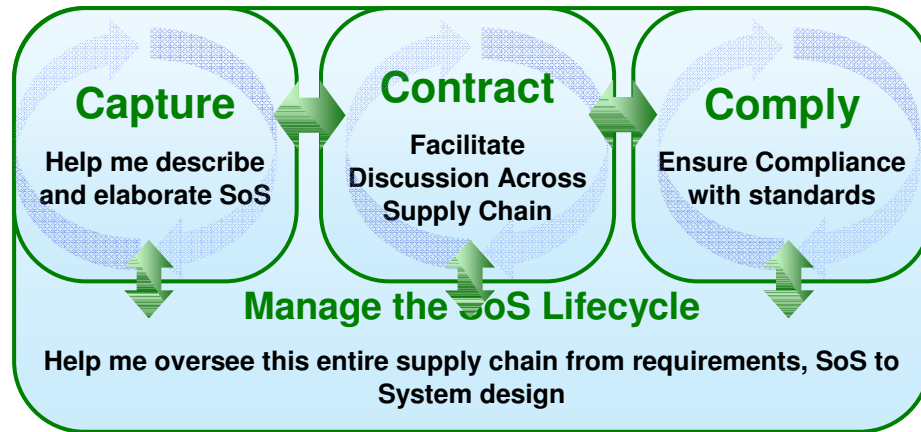 Capture
Help me describe
and elaborate SoS
Contract
Facilitate
Discussion Across
Supply Chain
Comply
Ensure Compliance
with standards
Manage the SoS Lifecycle
Help me oversee this entire supply chain from requirements, SoS to
System design